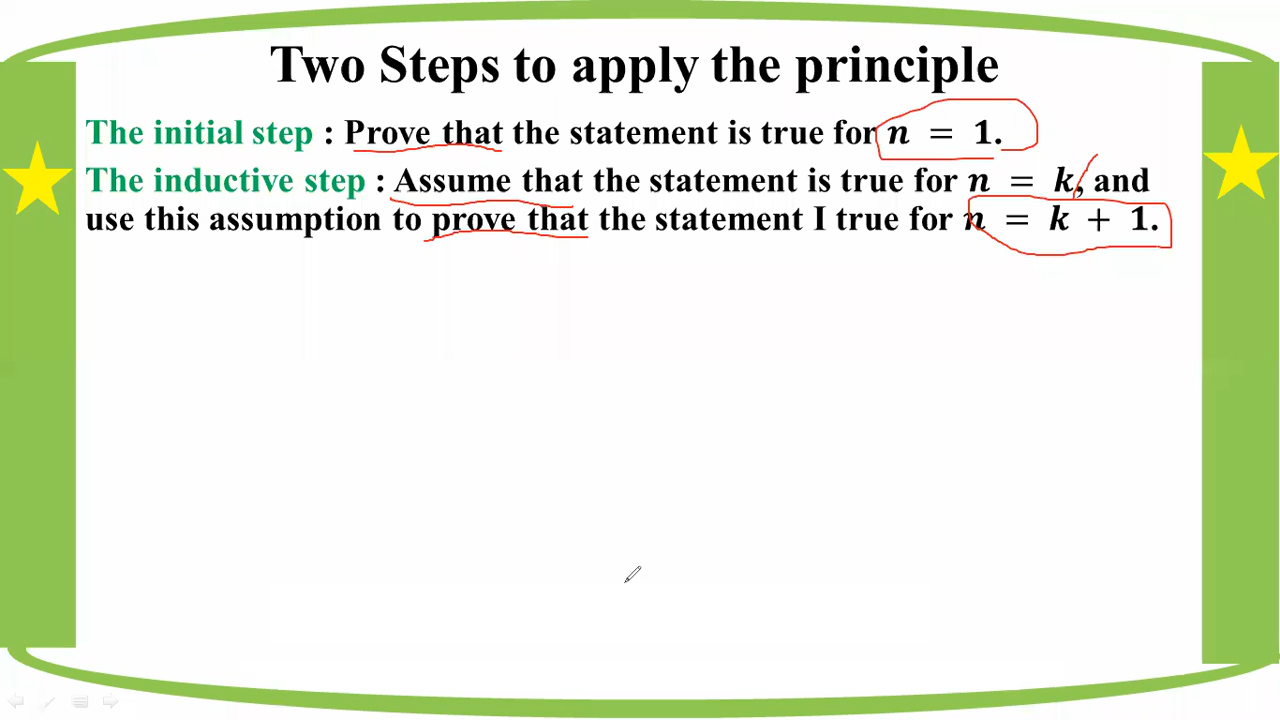 Two Steps to apply the principle
The initial step : Prove that the statement is true for n = 1.
The inductive step : Assume that the statement is true for n = k, and
use this assumption to prove that the statement I true for n = k + 1.